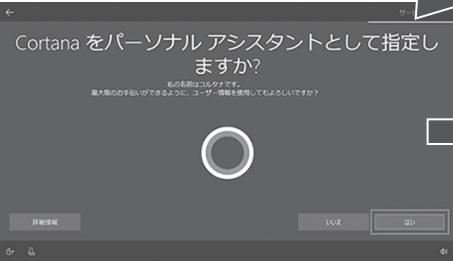 サー
Cortana をパーソナル アシスタントとして指定し
ますか?
私の名前はコルタナです。
最大限のお手伝いができるように、ユーザー情報を使用してもよろしいですか?
詳細情報
いいえ
はい